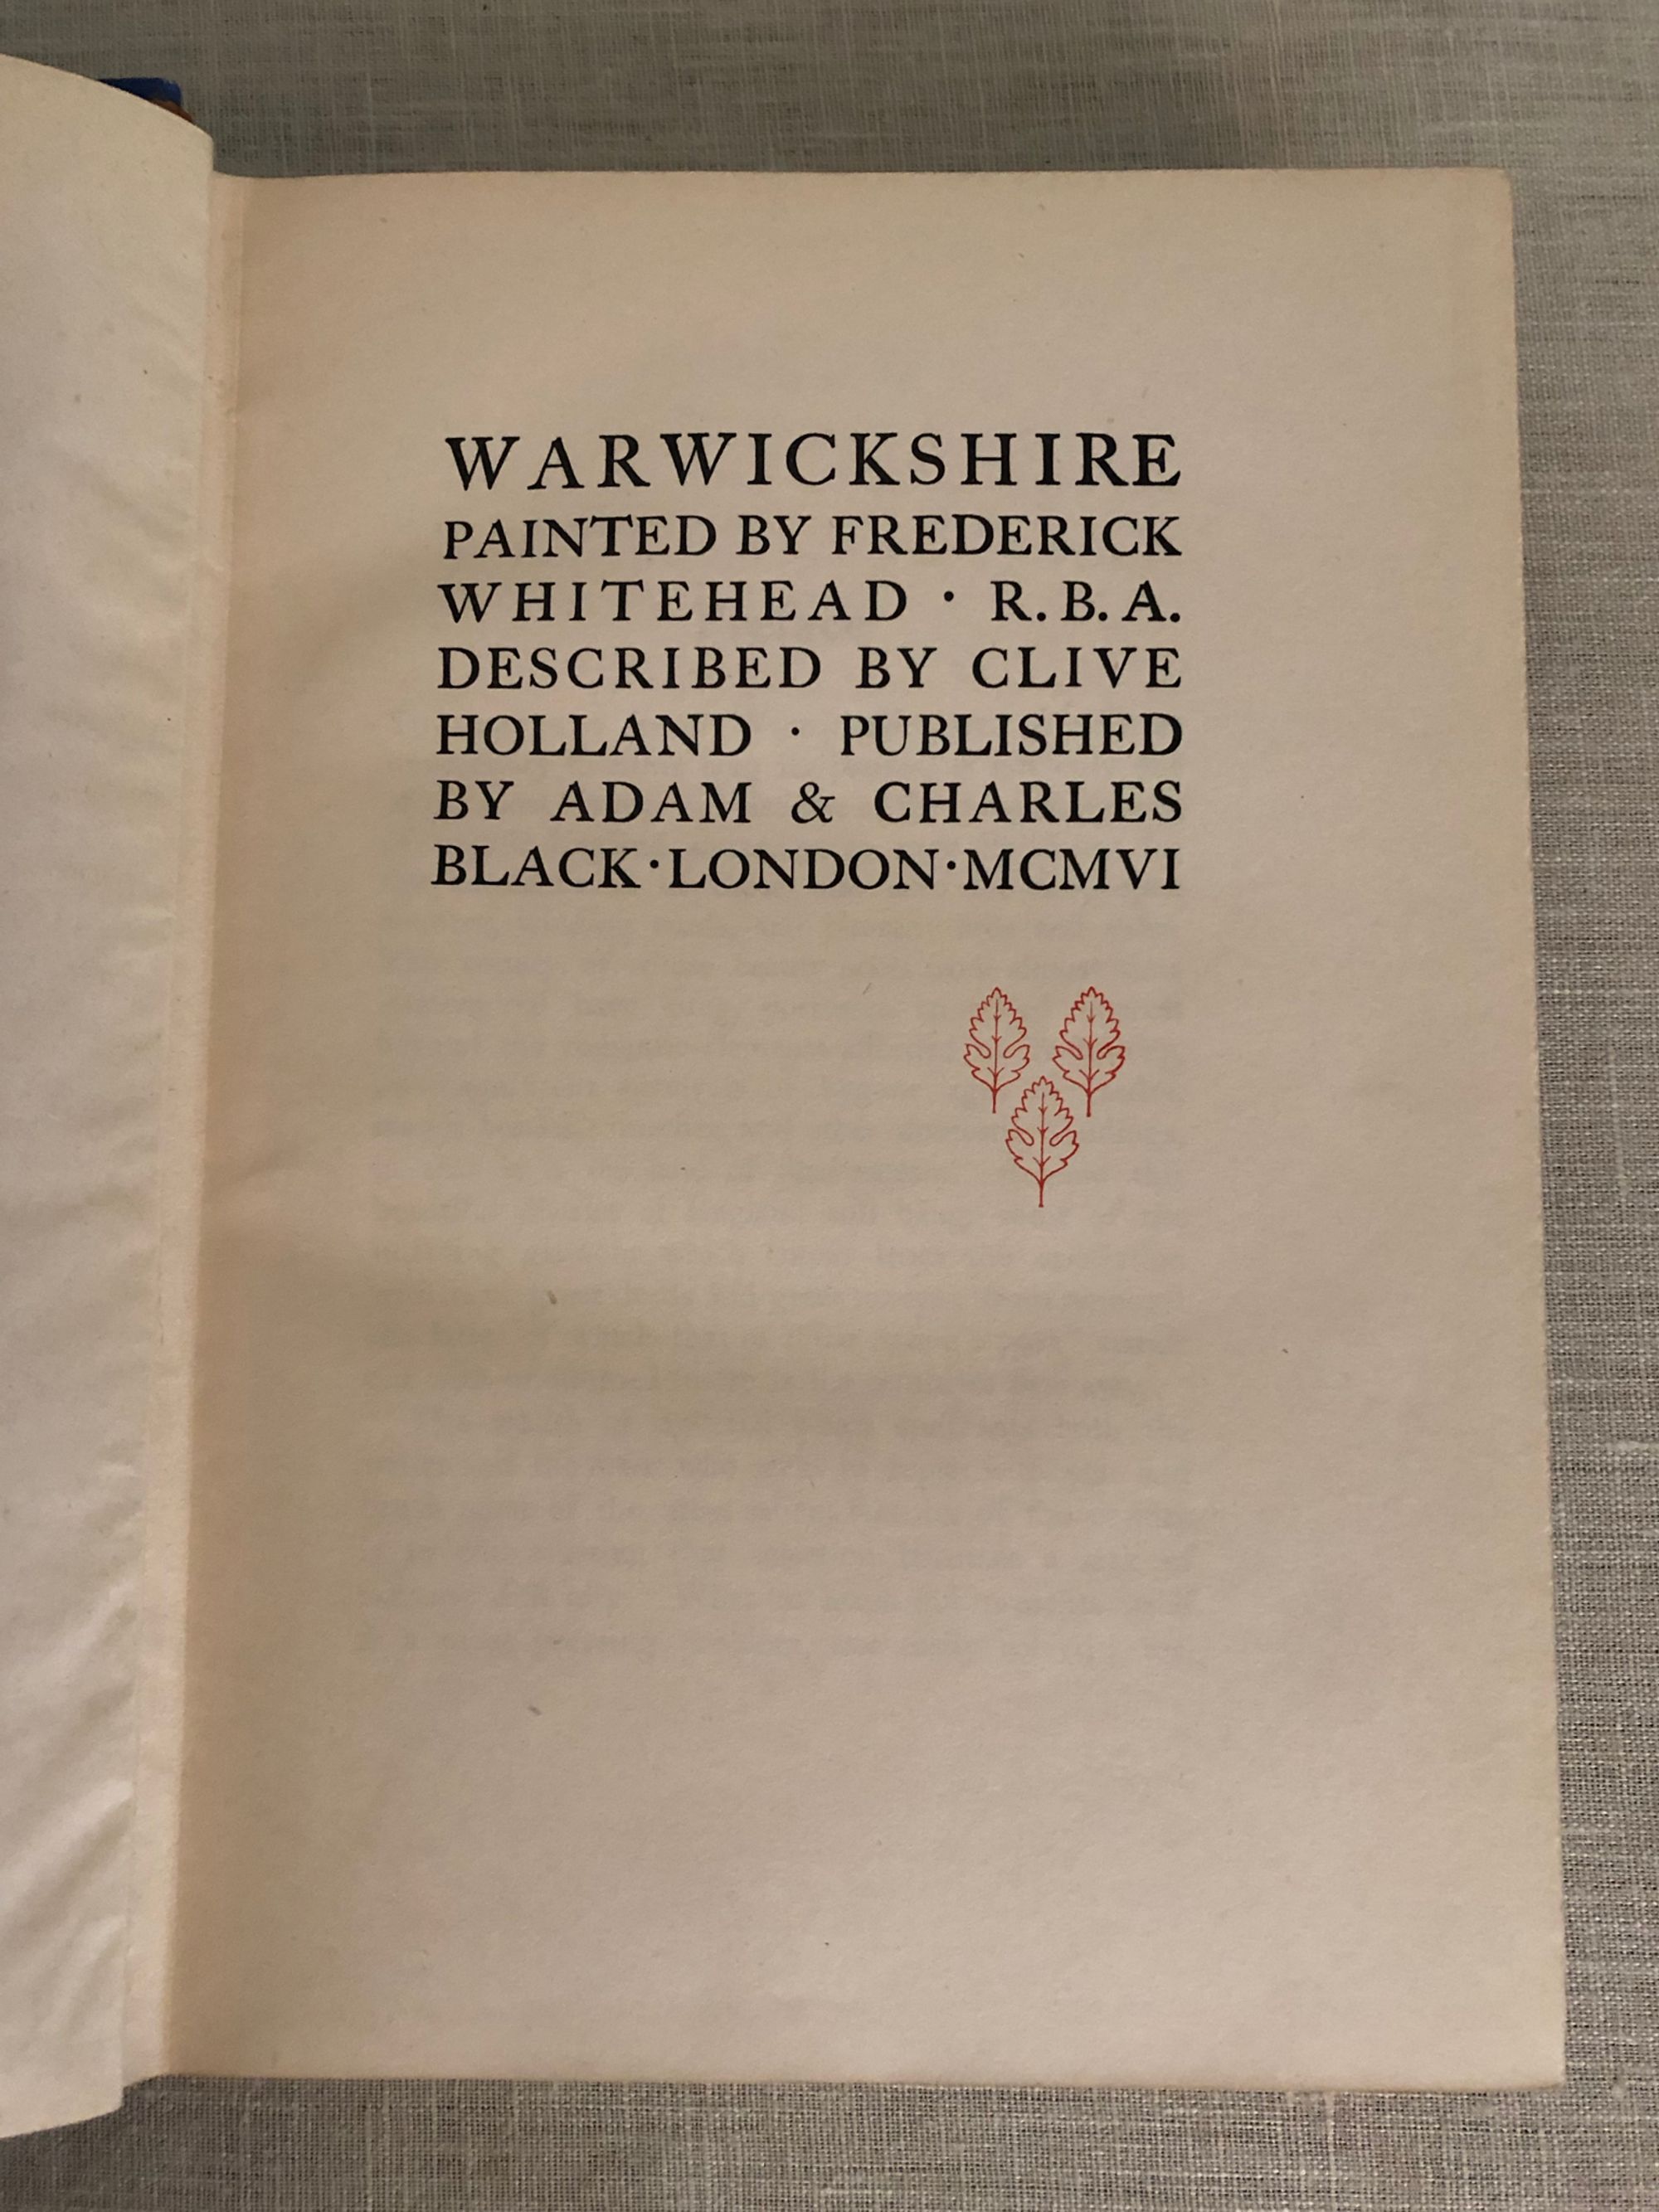 WARWICKSHIRE
PAINTED BY FREDERICK
WHITEHEAD · R.B.A.
DESCRIBED BY CLIVE
HOLLAND · PUBLISHED
BY ADAM & CHARLES
BLACK·LONDON·MCMVI